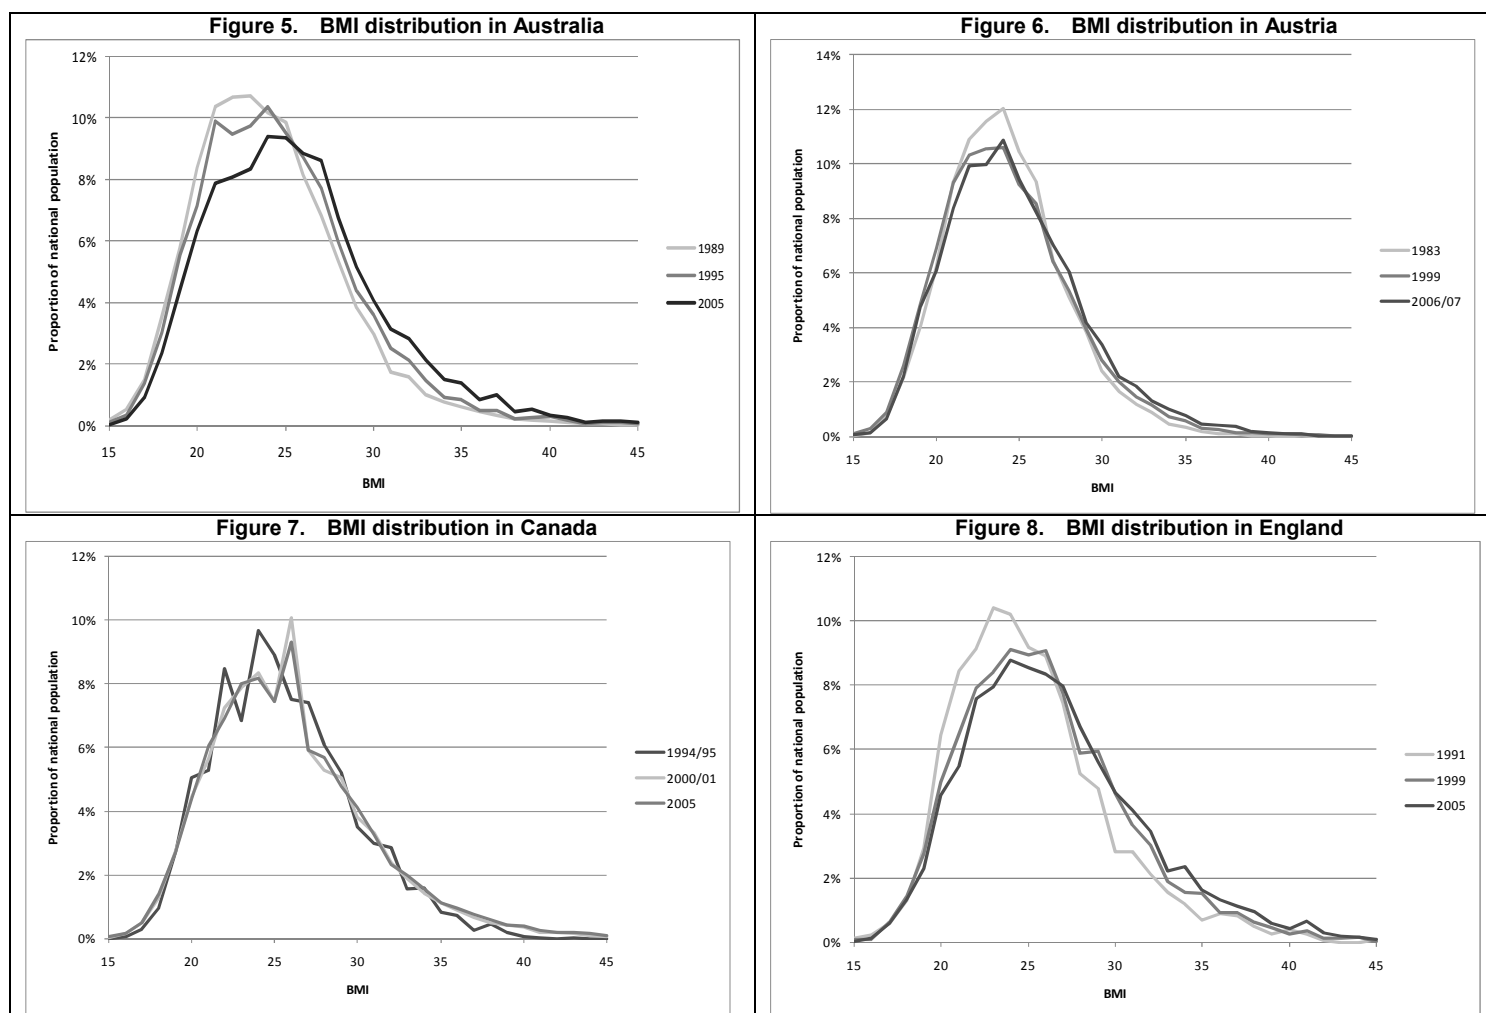 Figure 5. BMI distribution in Australia
12%
10%
8%
6%
4%
2%
0%
15 20 25 30 35 40 45
Proportion of national population
BMI
1989
1995
2005
Figure 6. BMI distribution in Austria
14%
12%
10%
8%
6%
4%
2%
0%
15 20 25 30 35 40 45
Proportion of national population
BMI
1983
1999
2006/07
Figure 7. BMI distribution in Canada
12%
10%
8%
6%
4%
2%
0%
15 20 25 30 35 40 45
Proportion of national population
BMI
1994/95
2000/01
2005
Figure 8. BMI distribution in England
12%
10%
8%
6%
4%
2%
0%
15 20 25 30 35 40 45
Proportion of national population
BMI
1991
1999
2005